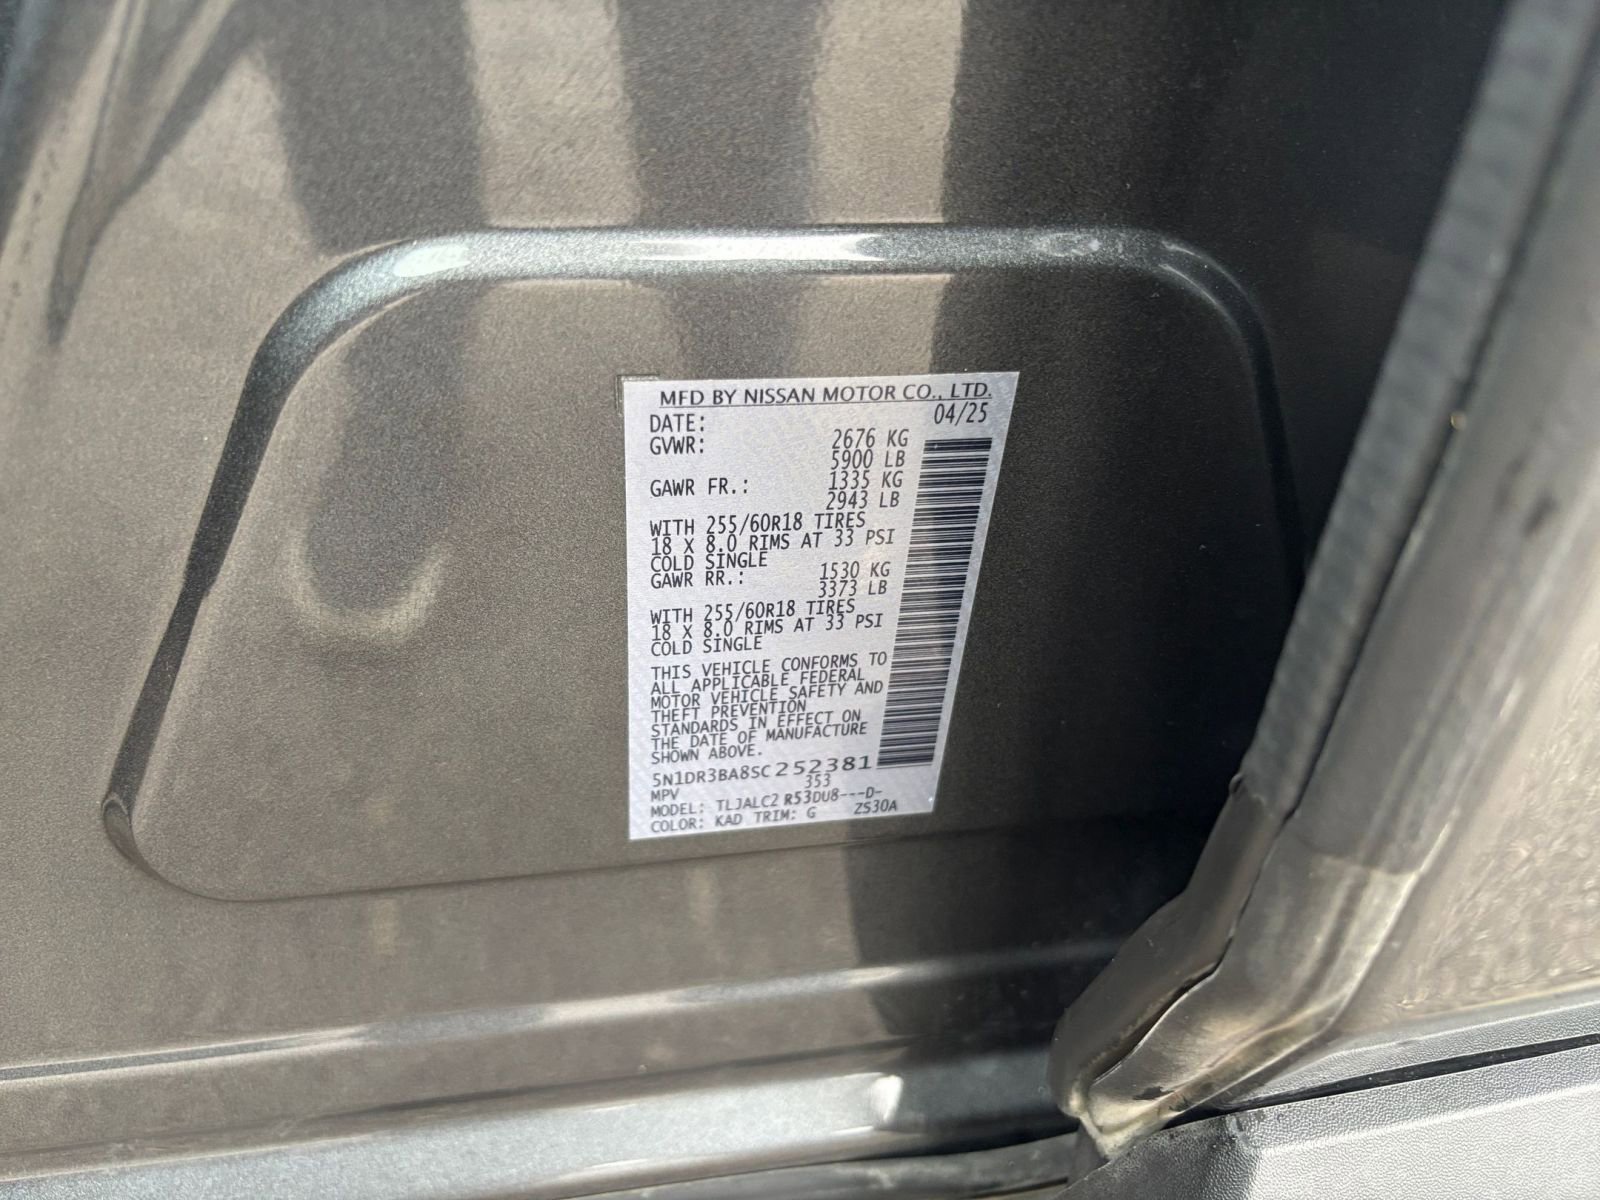 MFD BY NISSAN MOTOR CO., LTD.
DATE: 04/25
GVWR: 2676 KG
5900 LB
GAWR FR.: 1335 KG
2943 LB
WITH 255/60R18 TIRES
18 X 8.0 RIMS AT 33 PSI
COLD SINGLE
GAWR RR.: 1530 KG
3373 LB
WITH 255/60R18 TIRES
18 X 8.0 RIMS AT 33 PSI
COLD SINGLE
THIS VEHICLE CONFORMS TO
ALL APPLICABLE FEDERAL
MOTOR VEHICLE SAFETY AND
THEFT PREVENTION
STANDARDS IN EFFECT ON
THE DATE OF MANUFACTURE
SHOWN ABOVE.
5N1DR3BA8SC252381
MPV 353
MODEL: TLJALC2 R53DU8---D-
COLOR: KAD TRIM: G ZS30A